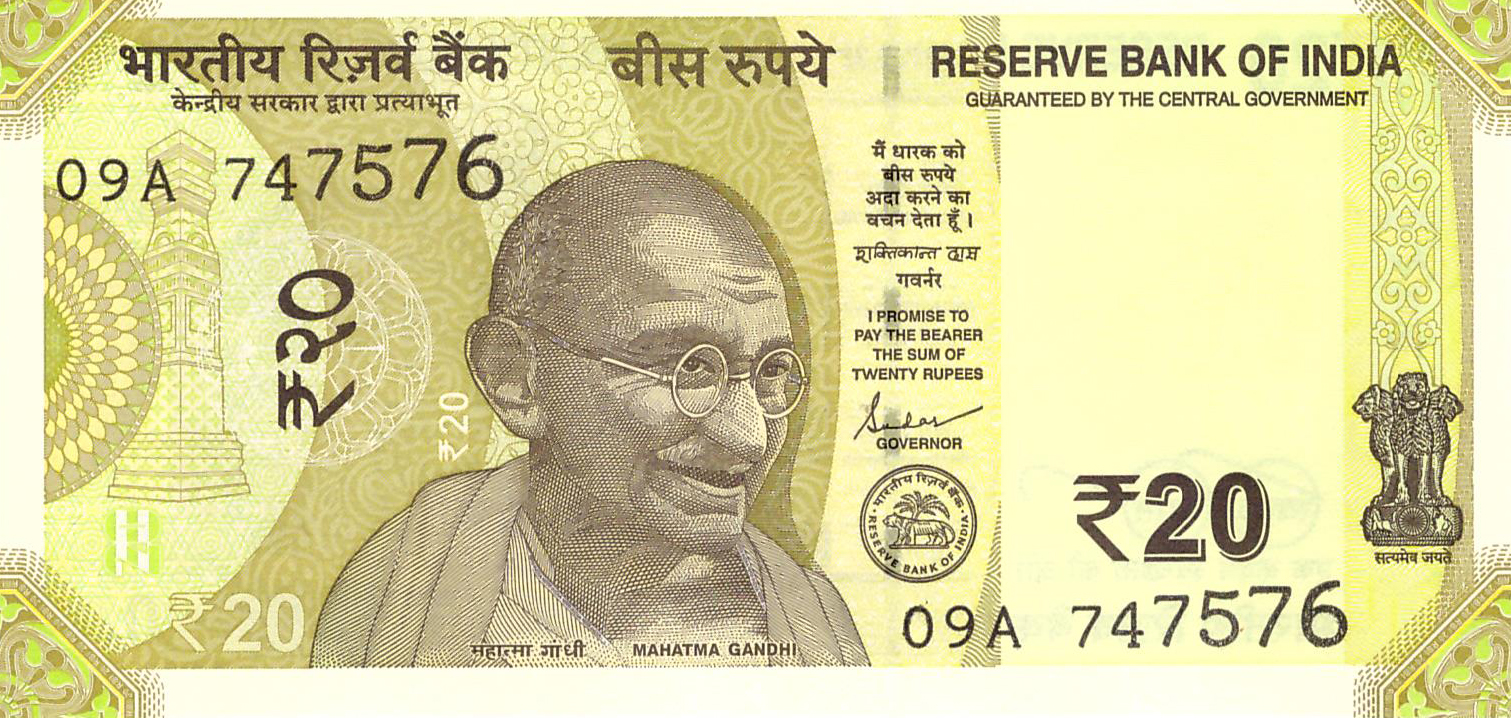 भारतीय रिज़र्व बैंक
केन्द्रीय सरकार द्वारा प्रत्याभूत
बीस रुपये
RESERVE BANK OF INDIA
GUARANTEED BY THE CENTRAL GOVERNMENT
09A 747576
₹२०
₹20
मैं धारक को
बीस रुपये
अदा करने का
वचन देता हूँ।
शक्तिकान्त दास
गवर्नर
I PROMISE TO
PAY THE BEARER
THE SUM OF
TWENTY RUPEES
GOVERNOR
भारतीय रिज़र्व बैंक
RESERVE BANK OF INDIA
₹20
सत्यमेव जयते
09A 747576
₹20
महात्मा गांधी
MAHATMA GANDHI